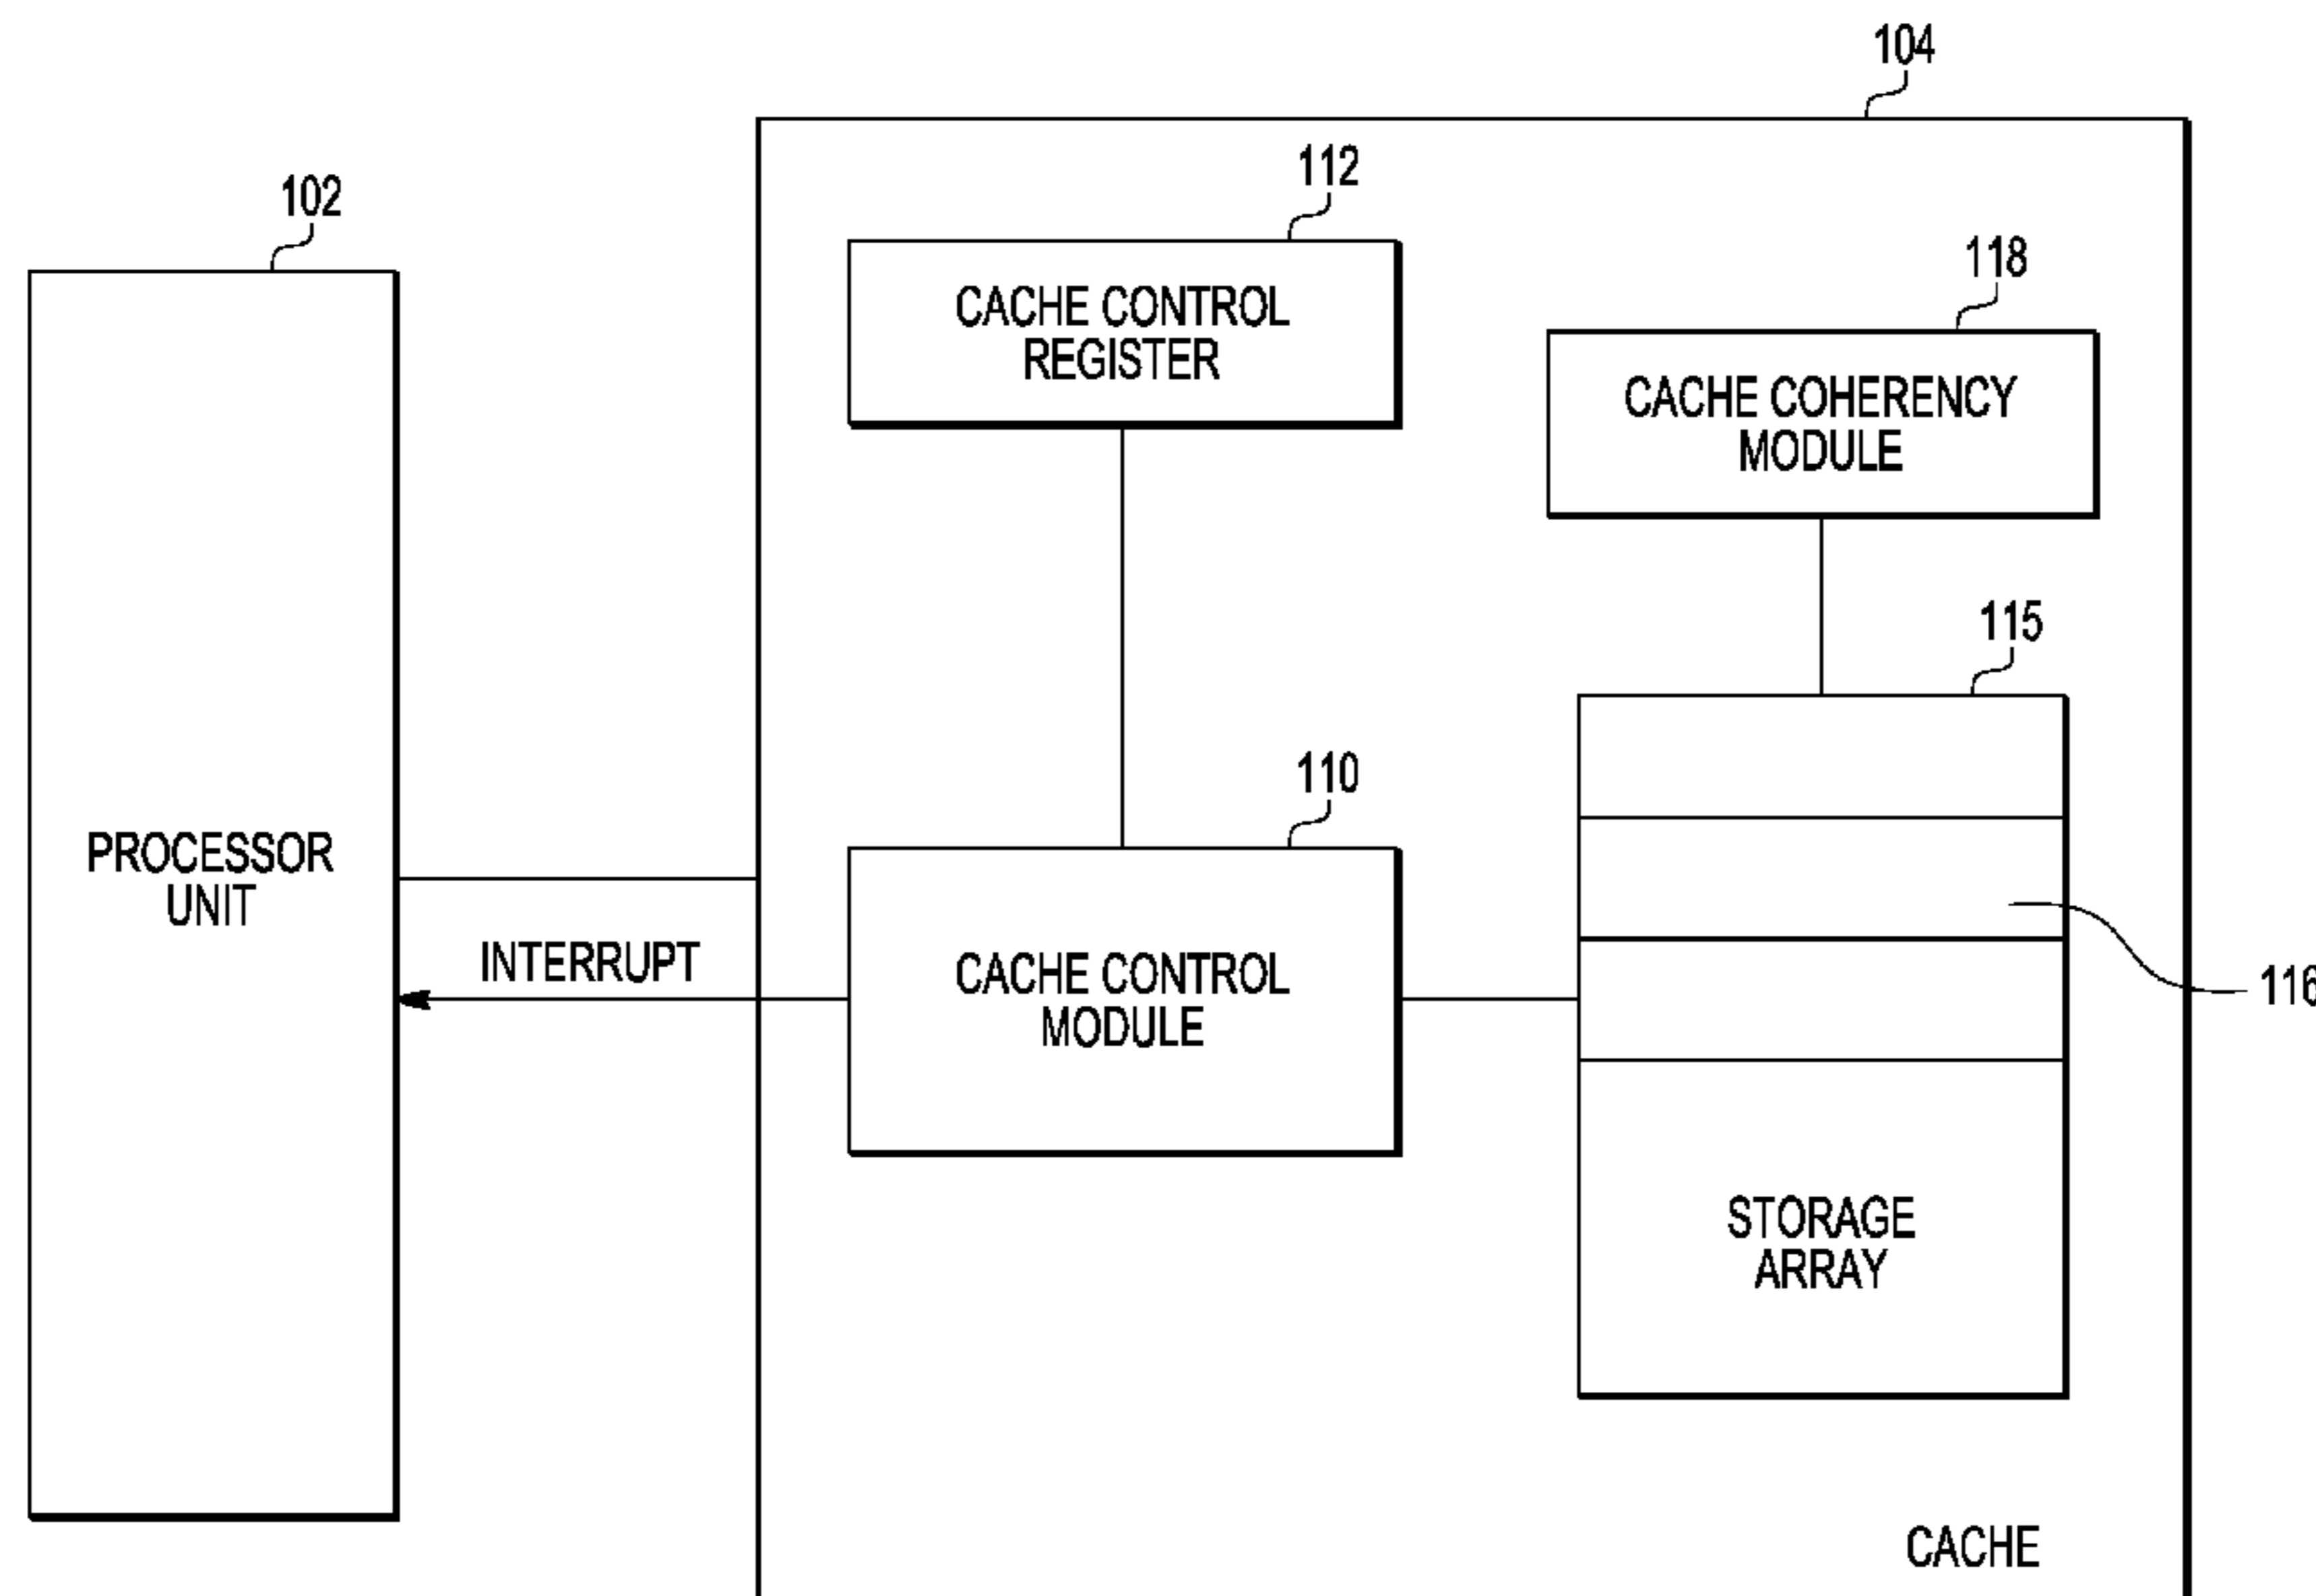 104
112
102
118
CACHE CONTROL
REGISTER
CACHE COHERENCY
MODULE
115
110
PROCESSOR
UNIT
INTERRUPT
CACHE CONTROL
MODULE
116
STORAGE
ARRAY
CACHE